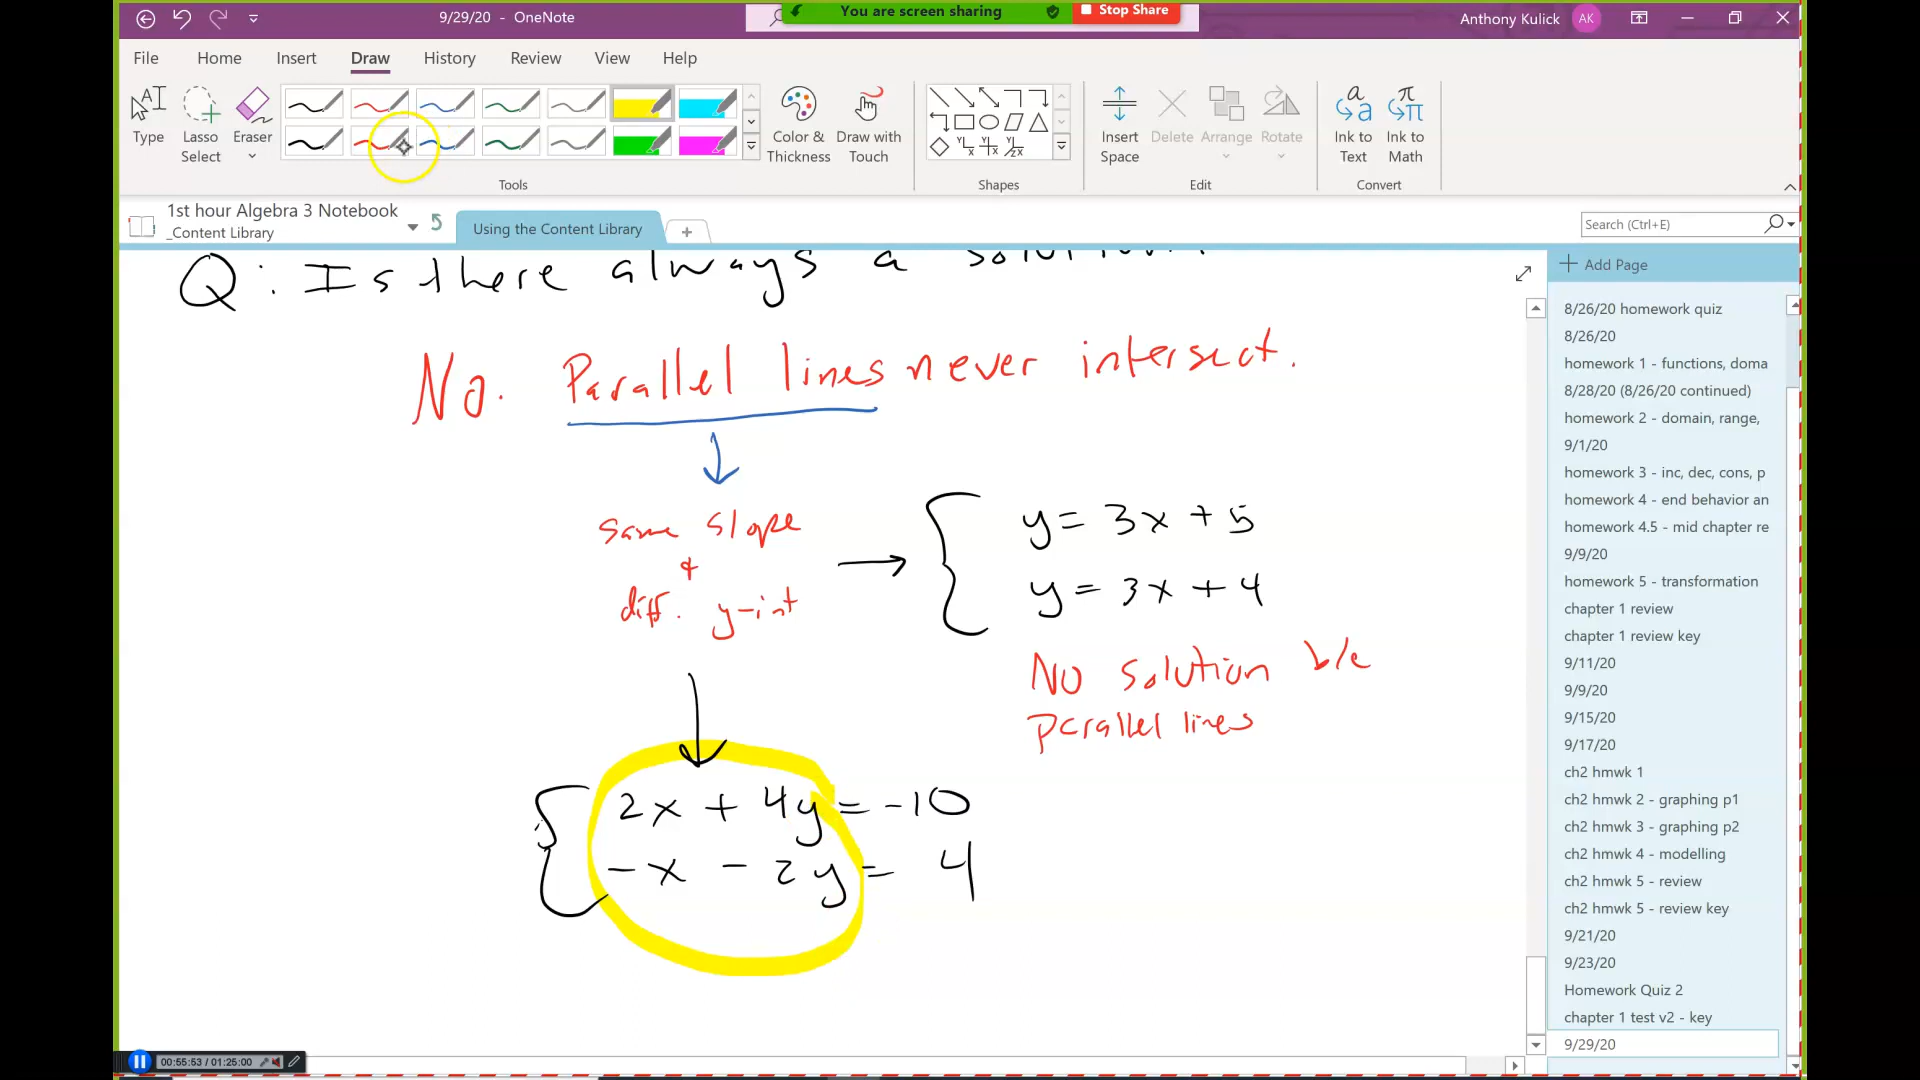 9/29/20 - OneNote
You are screen sharing
Stop Share
Anthony Kulick
AK
File Home Insert Draw History Review View Help
Type
Lasso Select
Eraser
Color & Thickness
Draw with Touch
Insert Space
Delete
Arrange
Rotate
Ink to Text
Ink to Math
Tools
Shapes
Edit
Convert
1st hour Algebra 3 Notebook
_Content Library
Using the Content Library
Search (Ctrl+E)
Q: Is there always a solution?
No. Parallel lines never intersect.
same slope
&
diff. y-int
y = 3x + 5
y = 3x + 4
No solution b/c
parallel lines
2x + 4y = -10
-x - 2y = 4
Add Page
8/26/20 homework quiz
8/26/20
homework 1 - functions, doma
8/28/20 (8/26/20 continued)
homework 2 - domain, range,
9/1/20
homework 3 - inc, dec, cons, p
homework 4 - end behavior an
homework 4.5 - mid chapter re
9/9/20
homework 5 - transformation
chapter 1 review
chapter 1 review key
9/11/20
9/9/20
9/15/20
9/17/20
ch2 hmwk 1
ch2 hmwk 2 - graphing p1
ch2 hmwk 3 - graphing p2
ch2 hmwk 4 - modelling
ch2 hmwk 5 - review
ch2 hmwk 5 - review key
9/21/20
9/23/20
Homework Quiz 2
chapter 1 test v2 - key
9/29/20
00:55:53 / 01:25:00